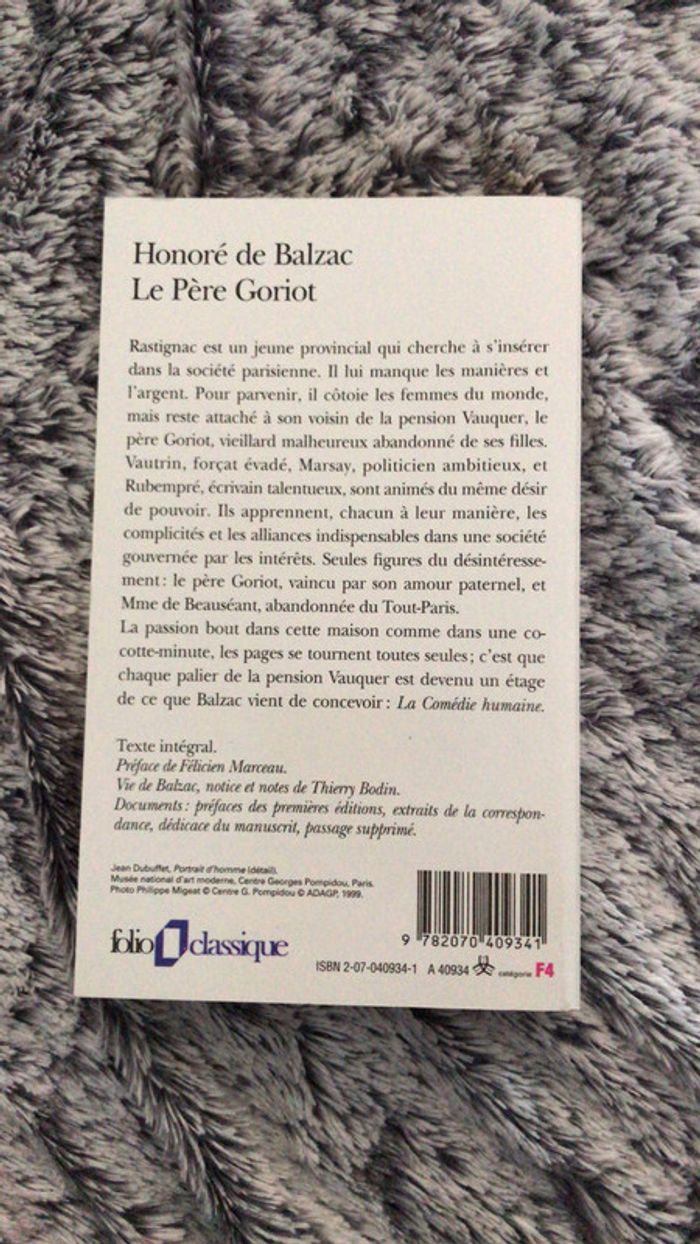 Honoré de Balzac
Le Père Goriot
Rastignac est un jeune provincial qui cherche à s'insérer
dans la société parisienne. Il lui manque les manières et
l'argent. Pour parvenir, il côtoie les femmes du monde,
mais reste attaché à son voisin de la pension Vauquer, le
père Goriot, vieillard malheureux abandonné de ses filles.
Vautrin, forçat évadé, Marsay, politicien ambitieux, et
Rubempré, écrivain talentueux, sont animés du même désir
de pouvoir. Ils apprennent, chacun à leur manière, les
complicités et les alliances indispensables dans une société
gouvernée par les intérêts. Seules figures du désintéresse-
ment : le père Goriot, vaincu par son amour paternel, et
Mme de Beauséant, abandonnée du Tout-Paris.
La passion bout dans cette maison comme dans une co-
cotte-minute, les pages se tournent toutes seules ; c'est que
chaque palier de la pension Vauquer est devenu un étage
de ce que Balzac vient de concevoir : La Comédie humaine.
Texte intégral.
Préface de Félicien Marceau.
Vie de Balzac, notice et notes de Thierry Bodin.
Documents : préfaces des premières éditions, extraits de la correspon-
dance, dédicace du manuscrit, passage supprimé.
Jean Dubuffet, Portrait d'homme (détail).
Musée national d'art moderne, Centre Georges Pompidou, Paris.
Photo Philippe Migeat © Centre G. Pompidou © ADAGP, 1999.
folio classique
9 782070 409341
ISBN 2-07-040934-1 A 40934 catégorie F4